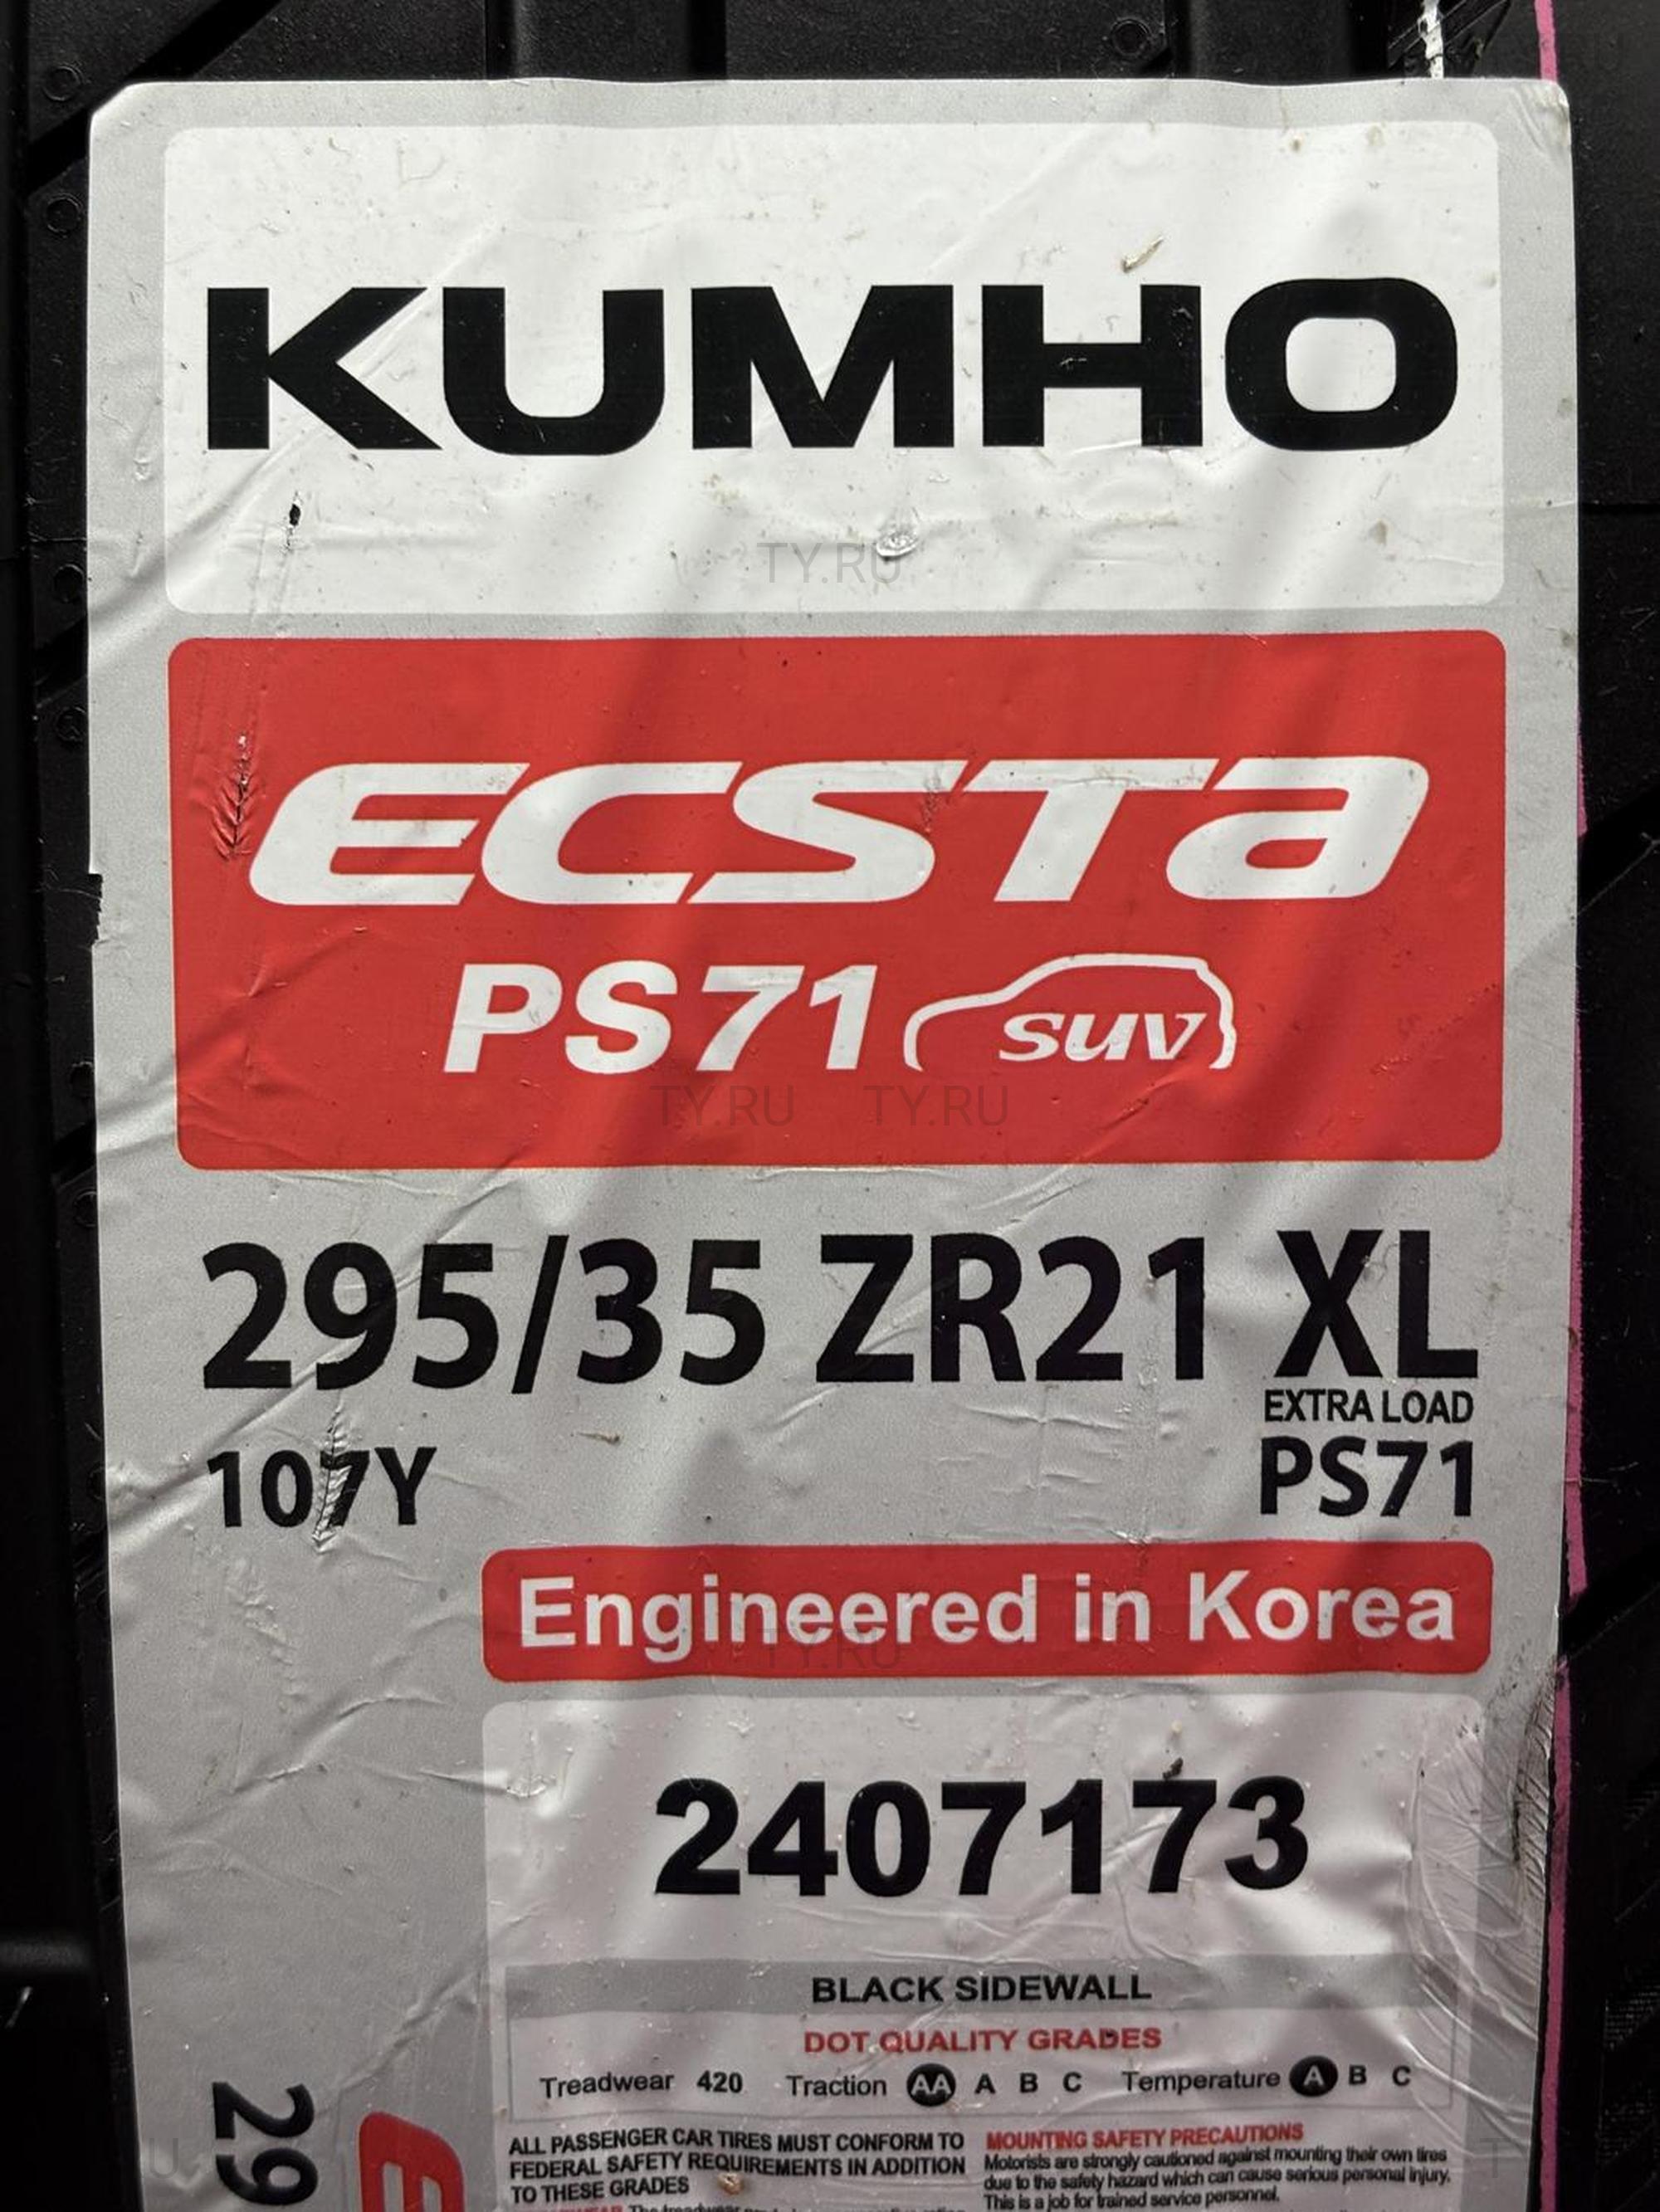 KUMHO
TY.RU
ECSTA
PS71 SUV
TY.RU TY.RU
295/35 ZR21 XL
EXTRA LOAD
107Y PS71
Engineered in Korea
TY.RU
2407173
BLACK SIDEWALL
DOT QUALITY GRADES
Treadwear 420 Traction AA A B C Temperature A B C
ALL PASSENGER CAR TIRES MUST CONFORM TO
FEDERAL SAFETY REQUIREMENTS IN ADDITION
TO THESE GRADES
MOUNTING SAFETY PRECAUTIONS
Motorists are strongly cautioned against mounting their own tires
due to the safety hazard which can cause serious personal injury.
This is a job for trained service personnel.
29
E